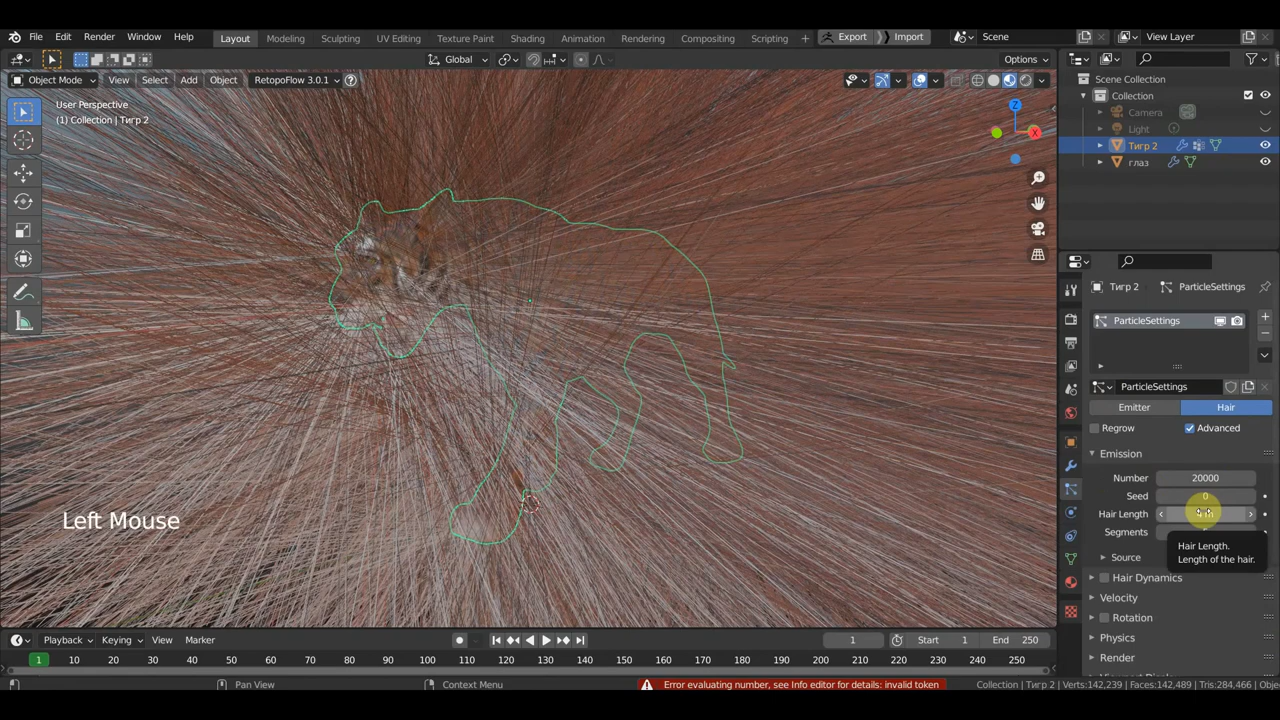 File Edit Render Window Help Layout Modeling Sculpting UV Editing Texture Paint Shading Animation Rendering Compositing Scripting + Export Import Scene View Layer
Global Options
Object Mode View Select Add Object RetopoFlow 3.0.1
User Perspective
(1) Collection | Тигр 2
Z
X
Scene Collection
Collection
Camera
Light
Тигр 2
глаз
Тигр 2 ParticleSettings
ParticleSettings
ParticleSettings
Emitter Hair
Regrow Advanced
Emission
Number 20000
Seed 0
Hair Length
Segments
Hair Length.
Length of the hair.
Source
Hair Dynamics
Velocity
Rotation
Physics
Render
Left Mouse
Playback Keying View Marker 1 Start 1 End 250
1 10 20 30 40 50 60 70 80 90 100 110 120 130 140 150 160 170 180 190 200 210 220 230 240 250
Pan View Context Menu Error evaluating number, see Info editor for details: invalid token Collection | Тигр 2 | Verts:142,239 | Faces:142,489 | Tris:284,466 | Obje